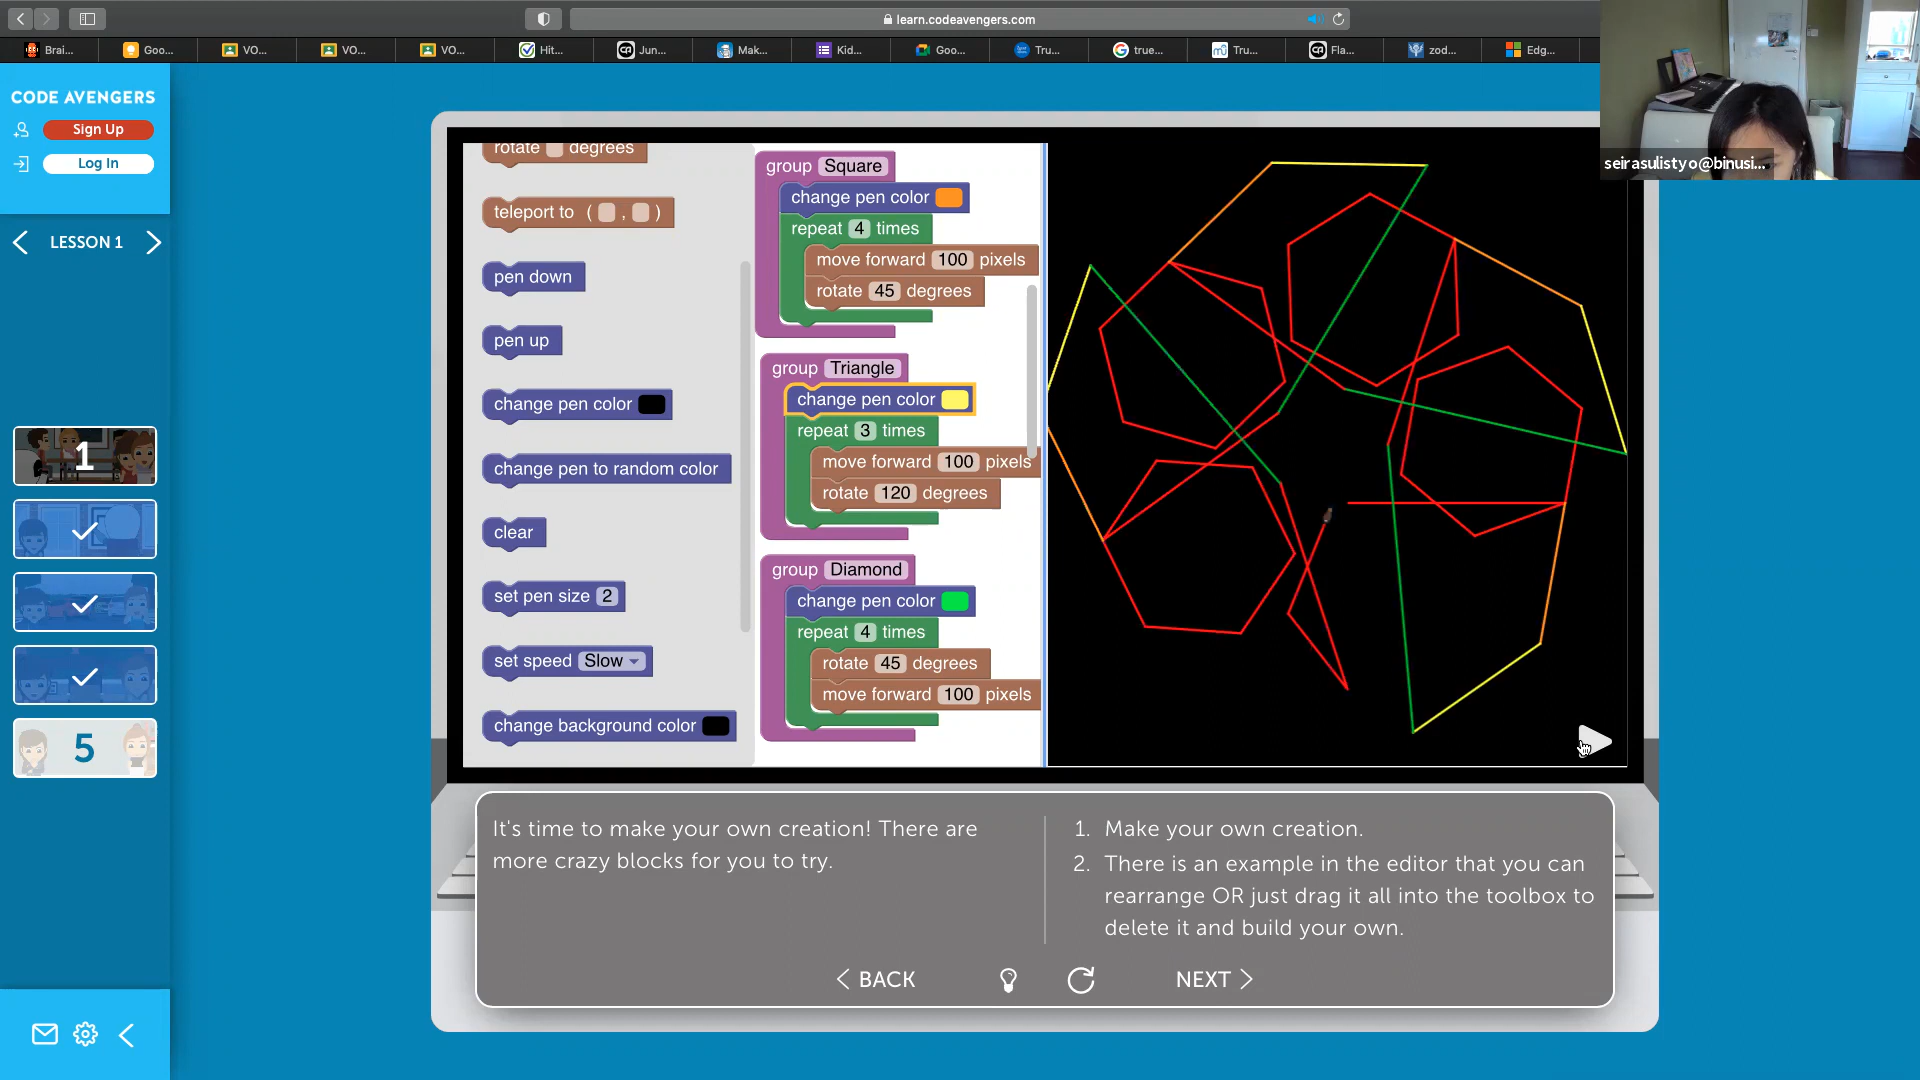 learn.codeavengers.com
Brai...
Goo...
VO...
VO...
VO...
Hit...
Jun...
Mak...
Kid...
Goo...
Tru...
true...
Tru...
Fla...
zod...
Edg...
CODE AVENGERS
Sign Up
Log In
LESSON 1
1
5
rotate degrees
teleport to ( , )
pen down
pen up
change pen color
change pen to random color
clear
set pen size 2
set speed Slow
change background color
group Square
change pen color
repeat 4 times
move forward 100 pixels
rotate 45 degrees
group Triangle
change pen color
repeat 3 times
move forward 100 pixels
rotate 120 degrees
group Diamond
change pen color
repeat 4 times
rotate 45 degrees
move forward 100 pixels
seirasulistyo@binusi...
It's time to make your own creation! There are
more crazy blocks for you to try.
1. Make your own creation.
2. There is an example in the editor that you can
rearrange OR just drag it all into the toolbox to
delete it and build your own.
BACK
NEXT